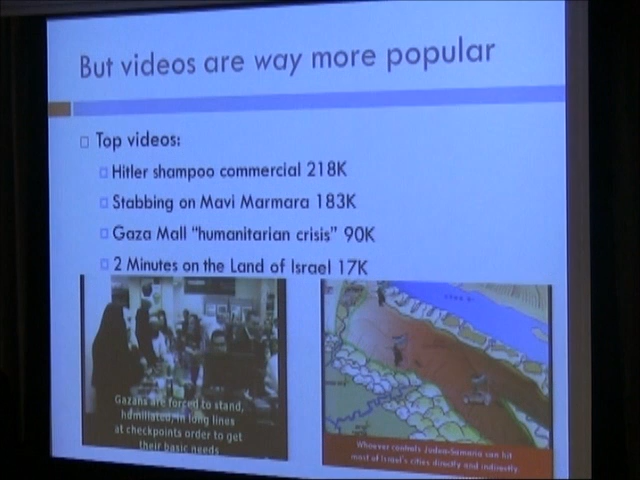 But videos are way more popular
Top videos:
Hitler shampoo commercial 218K
Stabbing on Mavi Marmara 183K
Gaza Mall "humanitarian crisis" 90K
2 Minutes on the Land of Israel 17K
Gazans are forced to stand,
humiliated, in long lines
at checkpoints order to get
their basic needs
Whoever controls Judea-Samaria can hit
most of Israel's cities directly and indirectly